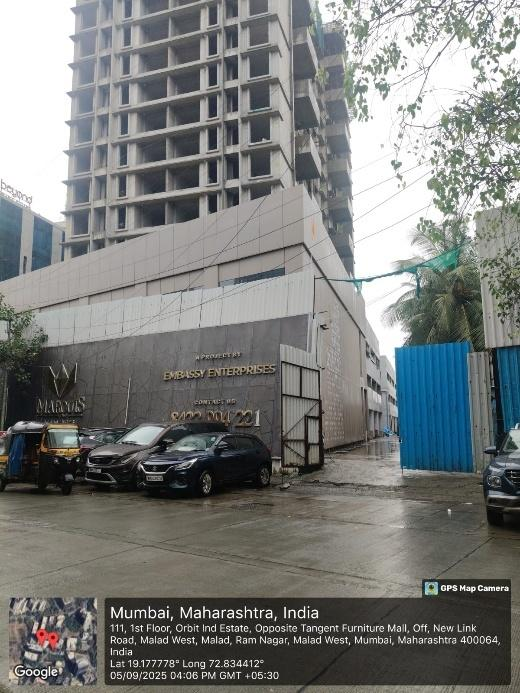 beyond
MARQUIS
A PROJECT BY
EMBASSY ENTERPRISES
CONTACT US
GPS Map Camera
Mumbai, Maharashtra, India
111, 1st Floor, Orbit Ind Estate, Opposite Tangent Furniture Mall, Off, New Link
Road, Malad West, Malad, Ram Nagar, Malad West, Mumbai, Maharashtra 400064,
India
Lat 19.177778° Long 72.834412°
05/09/2025 04:06 PM GMT +05:30
Google